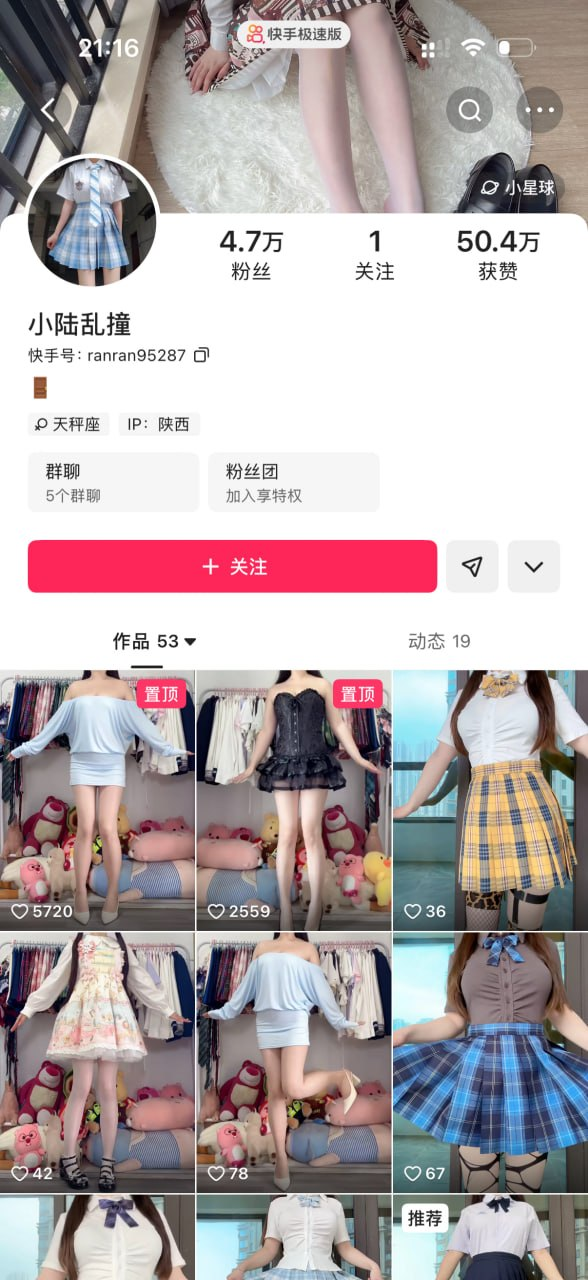 21:16
快手极速版
小星球
4.7万
粉丝
1
关注
50.4万
获赞
小陆乱撞
快手号：ranran95287
天秤座
IP：陕西
群聊
5个群聊
粉丝团
加入享特权
关注
作品 53
动态 19
置顶
置顶
5720
2559
36
42
78
67
推荐